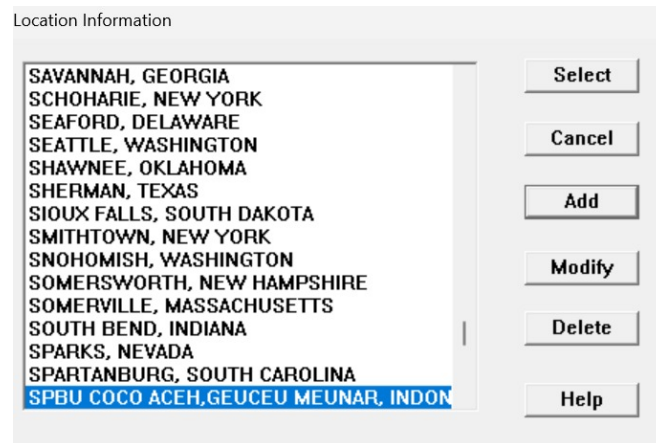 Location Information
SAVANNAH, GEORGIA
SCHOHARIE, NEW YORK
SEAFORD, DELAWARE
SEATTLE, WASHINGTON
SHAWNEE, OKLAHOMA
SHERMAN, TEXAS
SIOUX FALLS, SOUTH DAKOTA
SMITHTOWN, NEW YORK
SNOHOMISH, WASHINGTON
SOMERSWORTH, NEW HAMPSHIRE
SOMERVILLE, MASSACHUSETTS
SOUTH BEND, INDIANA
SPARKS, NEVADA
SPARTANBURG, SOUTH CAROLINA
SPBU COCO ACEH,GEUCEU MEUNAR, INDON
Select
Cancel
Add
Modify
Delete
Help